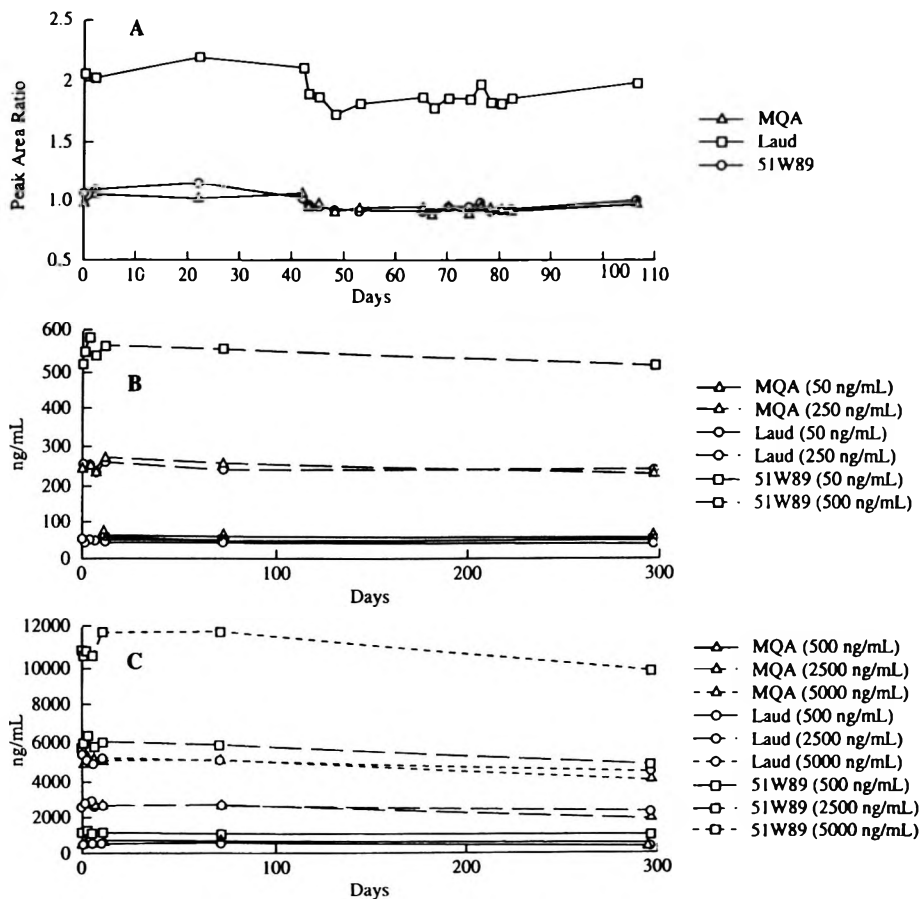 A
2.5
2
1.5
1.0
0.5
Peak Area Ratio
0 10 20 30 40 50 60 70 80 90 100 110
Days
MQA
Laud
51W89
B
600
500
400
300
200
100
0
ng/mL
0 100 200 300
Days
MQA (50 ng/mL)
MQA (250 ng/mL)
Laud (50 ng/mL)
Laud (250 ng/mL)
51W89 (50 ng/mL)
51W89 (500 ng/mL)
C
12000
10000
8000
6000
4000
2000
0
ng/mL
0 100 200 300
Days
MQA (500 ng/mL)
MQA (2500 ng/mL)
MQA (5000 ng/mL)
Laud (500 ng/mL)
Laud (2500 ng/mL)
Laud (5000 ng/mL)
51W89 (500 ng/mL)
51W89 (2500 ng/mL)
51W89 (5000 ng/mL)